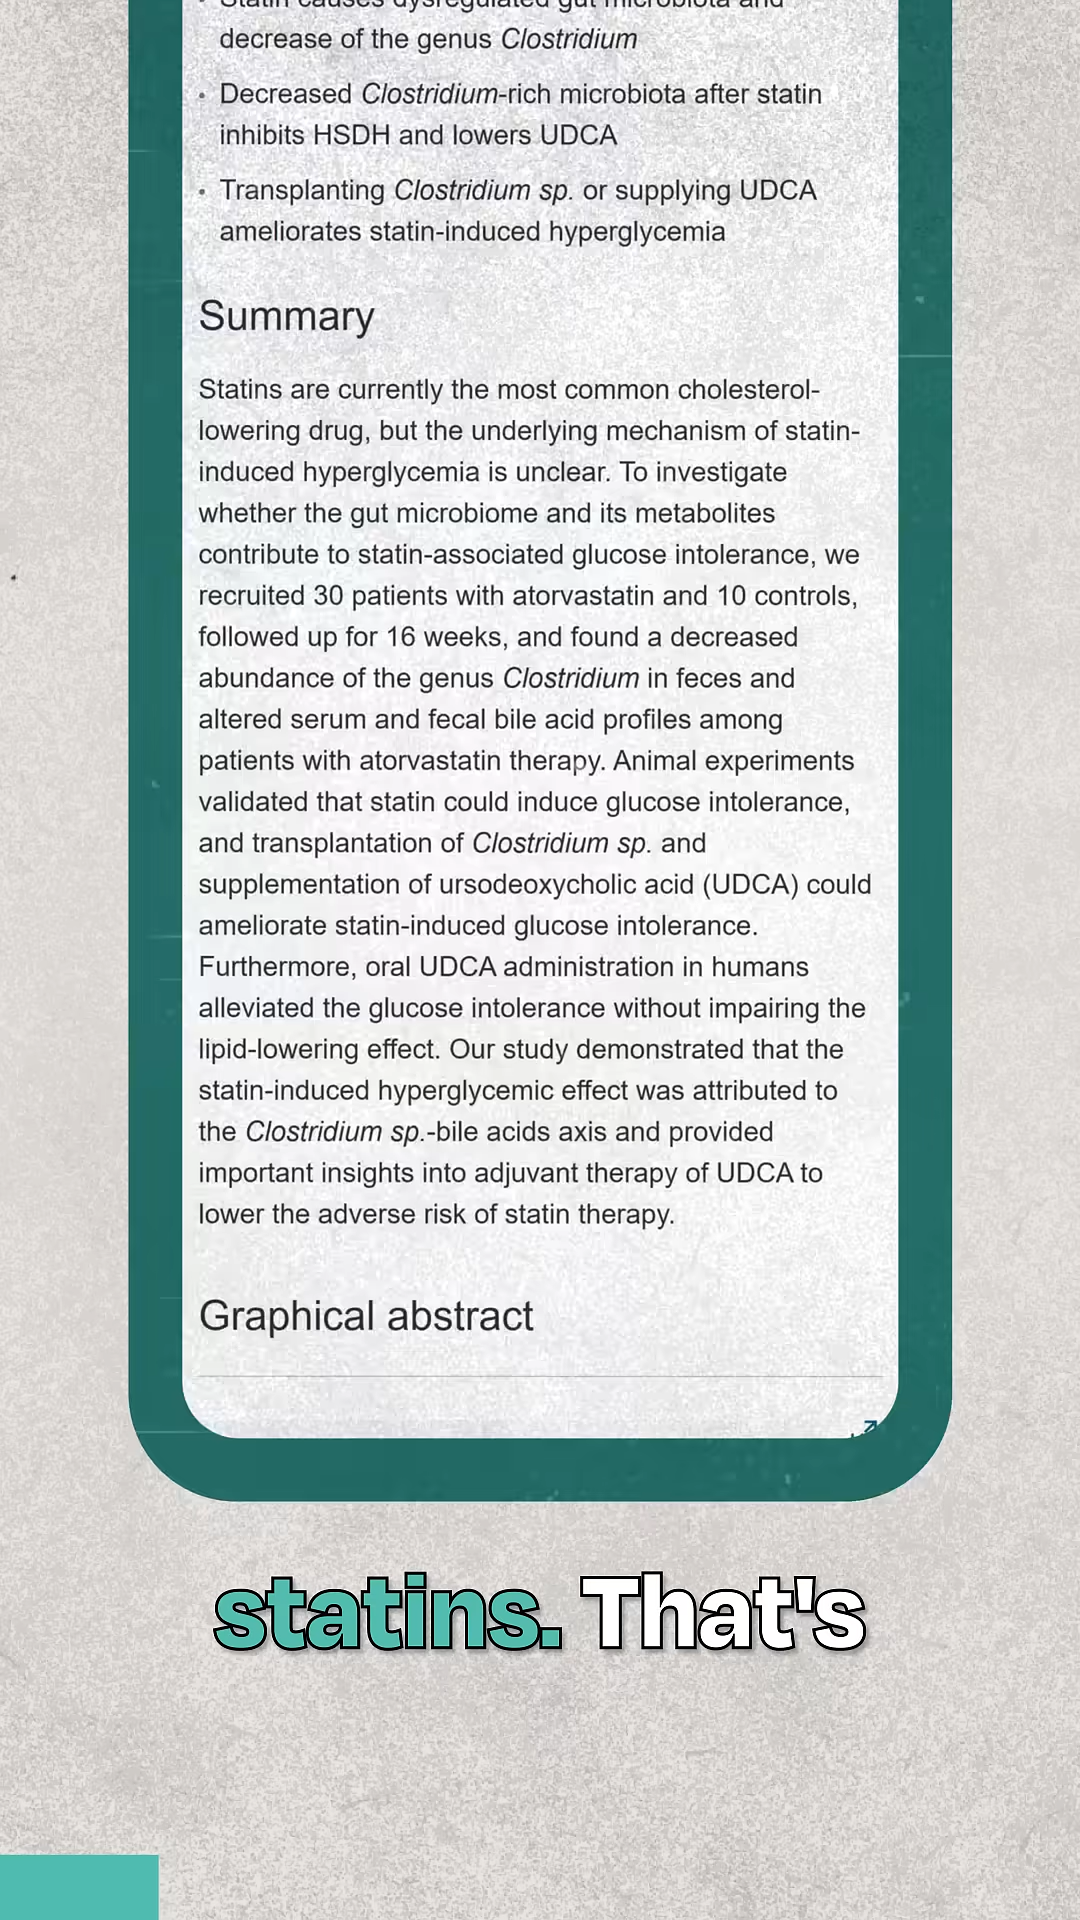 Statin causes dysregulated gut microbiota and
decrease of the genus Clostridium
Decreased Clostridium-rich microbiota after statin
inhibits HSDH and lowers UDCA
Transplanting Clostridium sp. or supplying UDCA
ameliorates statin-induced hyperglycemia
Summary
Statins are currently the most common cholesterol-
lowering drug, but the underlying mechanism of statin-
induced hyperglycemia is unclear. To investigate
whether the gut microbiome and its metabolites
contribute to statin-associated glucose intolerance, we
recruited 30 patients with atorvastatin and 10 controls,
followed up for 16 weeks, and found a decreased
abundance of the genus Clostridium in feces and
altered serum and fecal bile acid profiles among
patients with atorvastatin therapy. Animal experiments
validated that statin could induce glucose intolerance,
and transplantation of Clostridium sp. and
supplementation of ursodeoxycholic acid (UDCA) could
ameliorate statin-induced glucose intolerance.
Furthermore, oral UDCA administration in humans
alleviated the glucose intolerance without impairing the
lipid-lowering effect. Our study demonstrated that the
statin-induced hyperglycemic effect was attributed to
the Clostridium sp.-bile acids axis and provided
important insights into adjuvant therapy of UDCA to
lower the adverse risk of statin therapy.
Graphical abstract
statins. That's